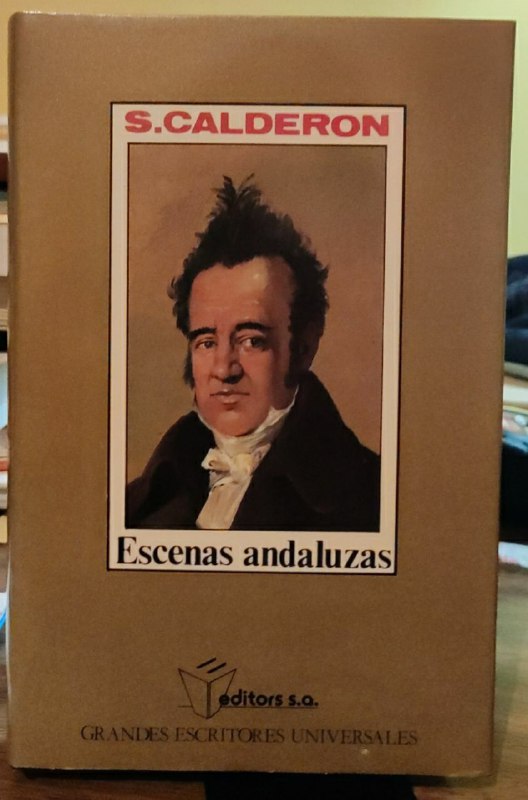 S.CALDERON
Escenas andaluzas
editors s.a.
GRANDES ESCRITORES UNIVERSALES